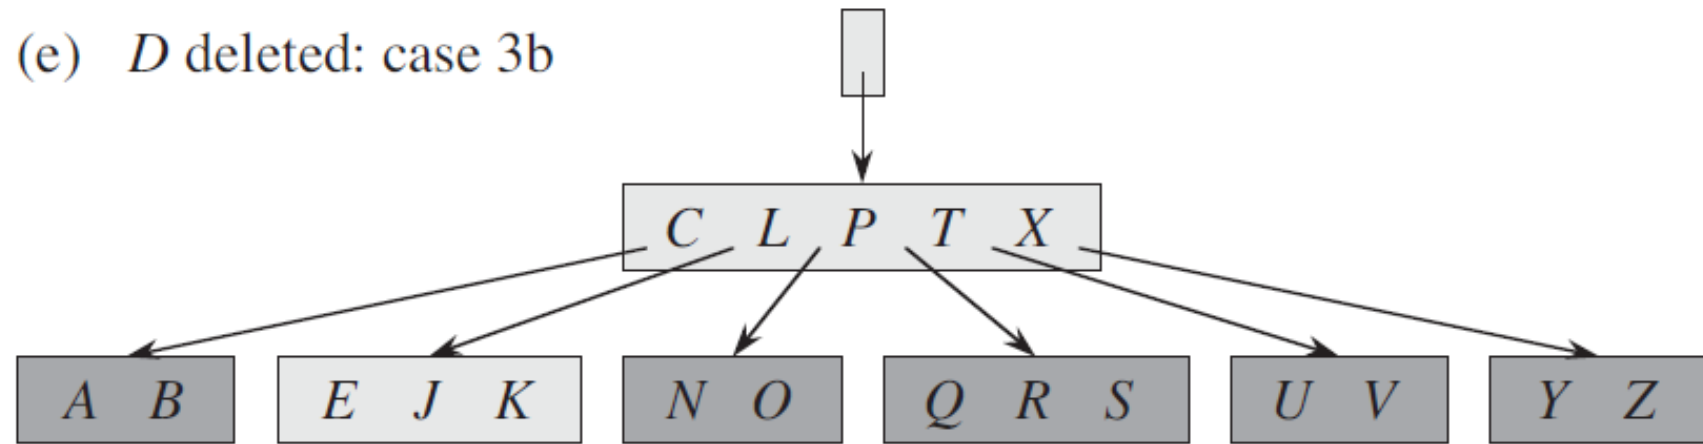 (e) D deleted: case 3b
C L P T X
A B E J K N O Q R S U V Y Z